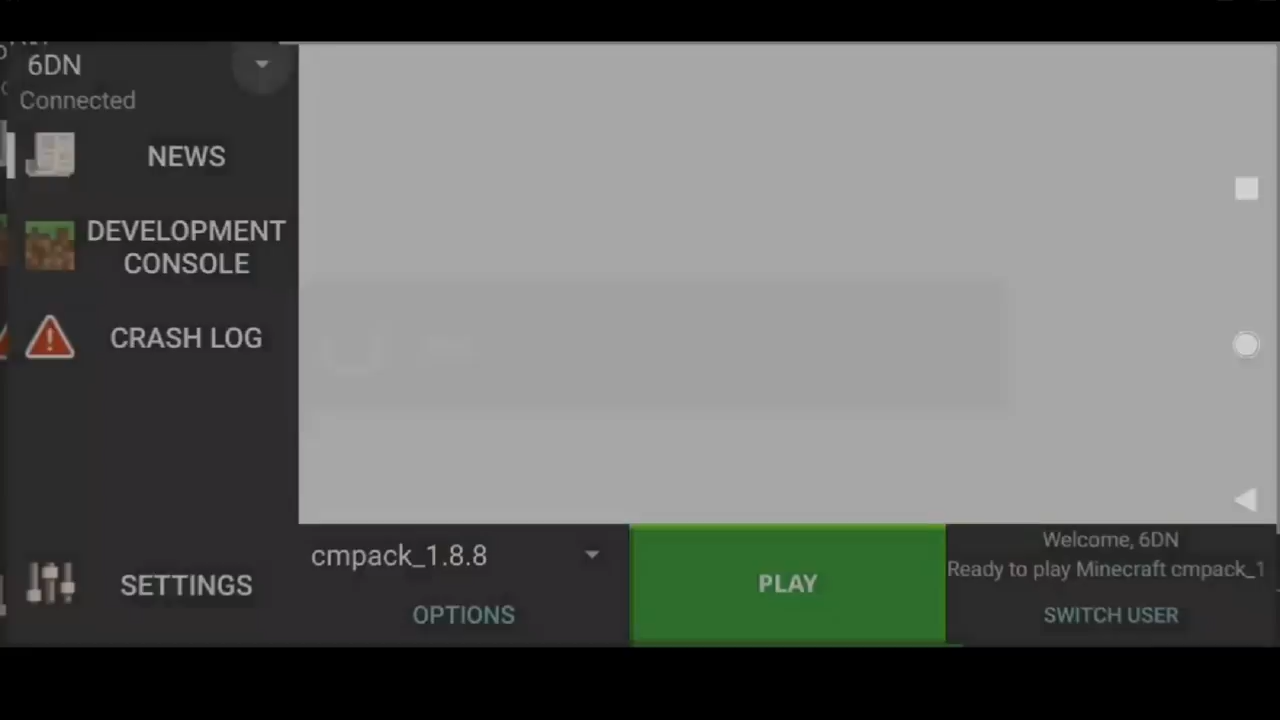 6DN
Connected
NEWS
DEVELOPMENT
CONSOLE
CRASH LOG
SETTINGS
cmpack_1.8.8
OPTIONS
PLAY
Welcome, 6DN
Ready to play Minecraft cmpack_1
SWITCH USER